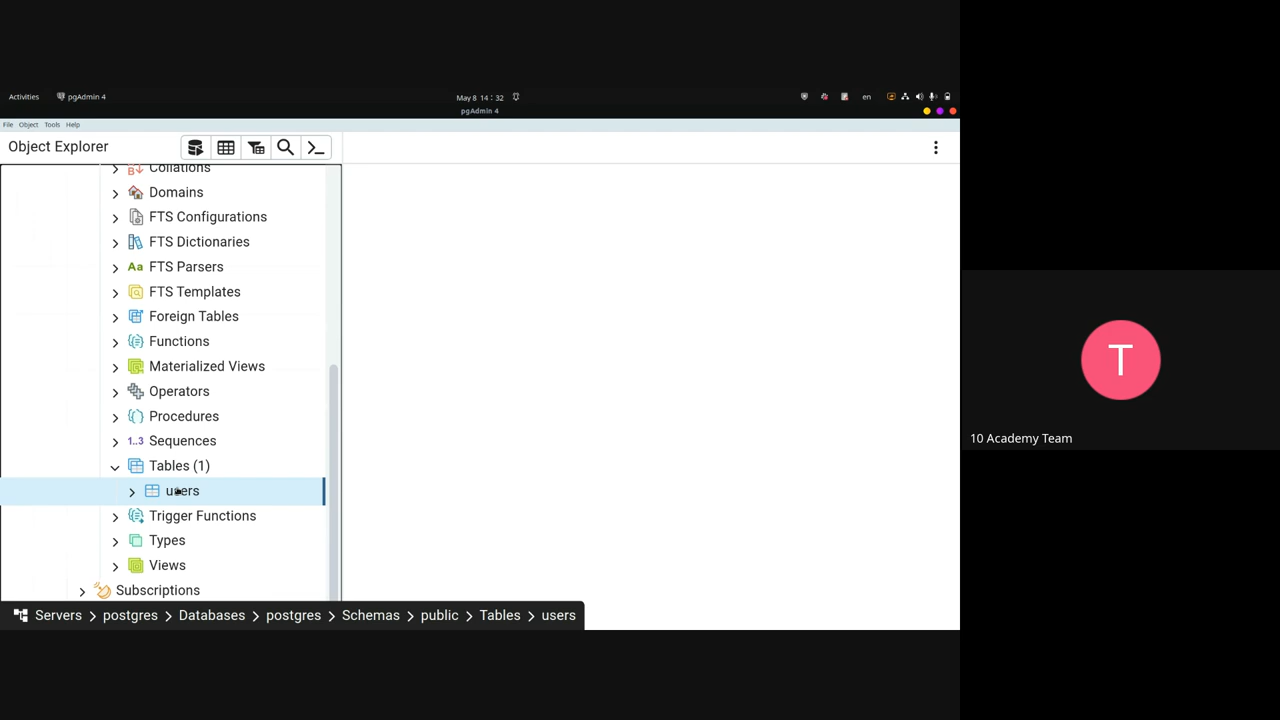 Activities pgAdmin 4 May 8 14:32 en
pgAdmin 4
File Object Tools Help
Object Explorer
Collations
Domains
FTS Configurations
FTS Dictionaries
Aa FTS Parsers
FTS Templates
Foreign Tables
Functions
Materialized Views
Operators
Procedures
1..3 Sequences
Tables (1)
users
Trigger Functions
Types
Views
Subscriptions
Servers > postgres > Databases > postgres > Schemas > public > Tables > users
T
10 Academy Team